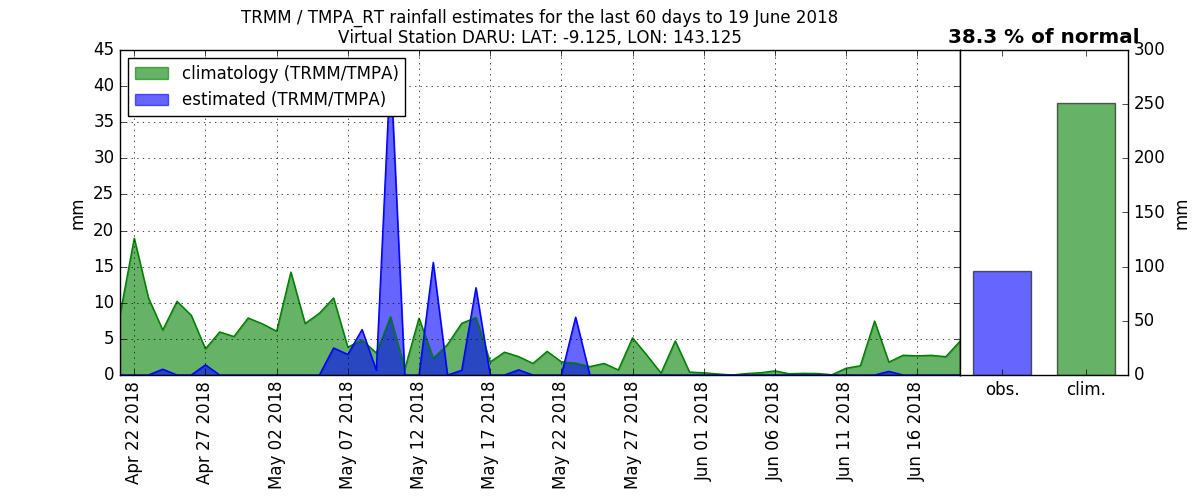 TRMM / TMPA_RT rainfall estimates for the last 60 days to 19 June 2018
Virtual Station DARU: LAT: -9.125, LON: 143.125
38.3 % of normal
climatology (TRMM/TMPA)
estimated (TRMM/TMPA)
mm
45
40
35
30
25
20
15
10
5
0
Apr 22 2018
Apr 27 2018
May 02 2018
May 07 2018
May 12 2018
May 17 2018
May 22 2018
May 27 2018
Jun 01 2018
Jun 06 2018
Jun 11 2018
Jun 16 2018
obs.
clim.
300
250
200
150
100
50
0
mm